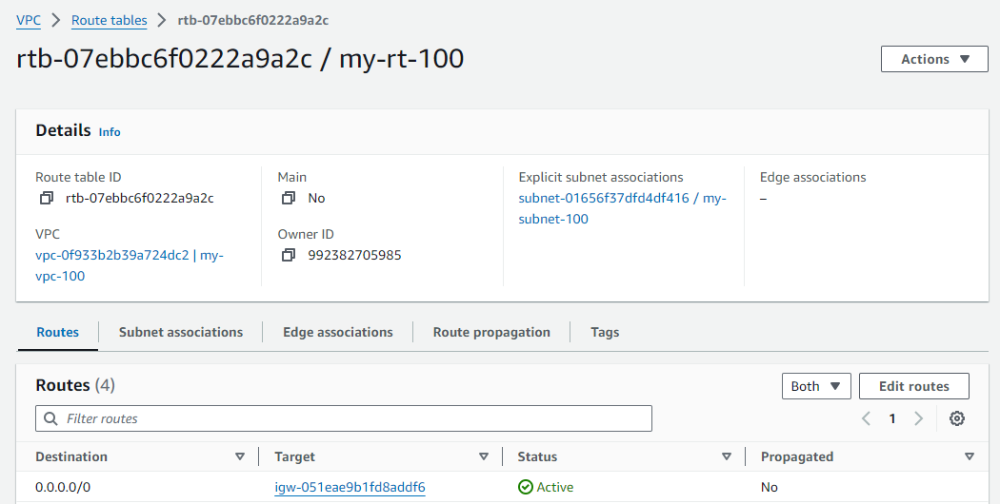 VPC > Route tables > rtb-07ebbc6f0222a9a2c
rtb-07ebbc6f0222a9a2c / my-rt-100
Actions
Details Info
Route table ID
rtb-07ebbc6f0222a9a2c
Main
No
Explicit subnet associations
subnet-01656f37dfd4df416 / my-
subnet-100
Edge associations
–
VPC
vpc-0f933b2b39a724dc2 | my-
vpc-100
Owner ID
992382705985
Routes Subnet associations Edge associations Route propagation Tags
Routes (4)
Both
Edit routes
Filter routes
1
Destination Target Status Propagated
0.0.0.0/0 igw-051eae9b1fd8addf6 Active No